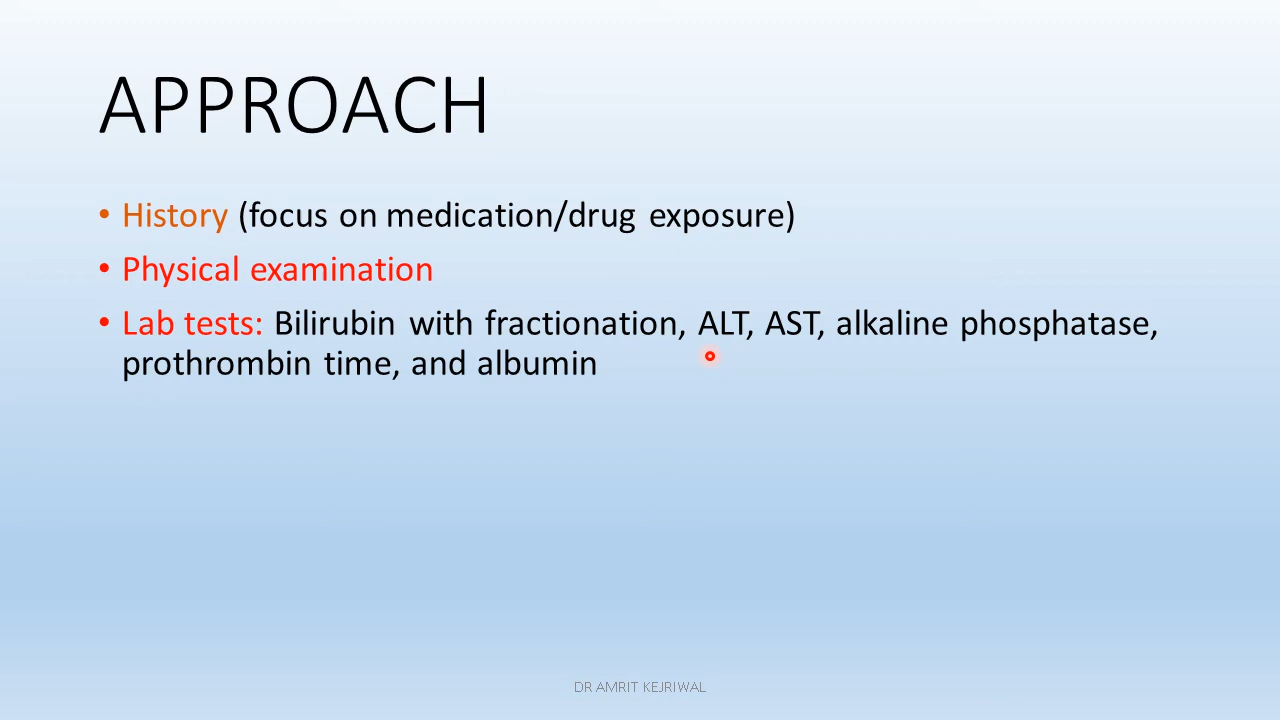 APPROACH
• History (focus on medication/drug exposure)
• Physical examination
• Lab tests: Bilirubin with fractionation, ALT, AST, alkaline phosphatase,
prothrombin time, and albumin
DR AMRIT KEJRIWAL